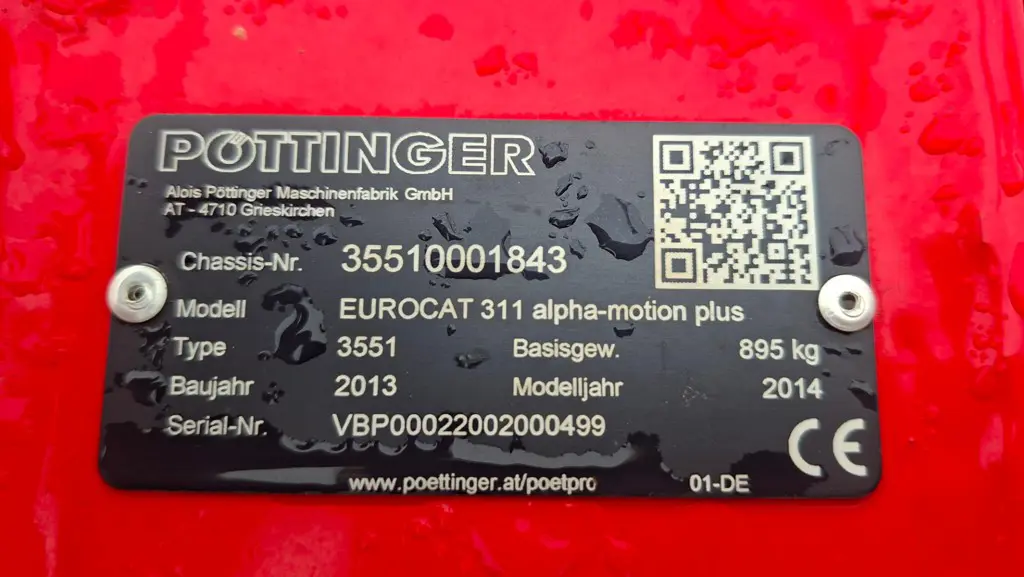 PÖTTINGER
Alois Pöttinger Maschinenfabrik GmbH
AT - 4710 Grieskirchen
Chassis-Nr. 35510001843
Modell EUROCAT 311 alpha-motion plus
Type 3551 Basisgew. 895 kg
Baujahr 2013 Modelljahr 2014
Serial-Nr. VBP00022002000499
CE
www.poettinger.at/poetpro 01-DE